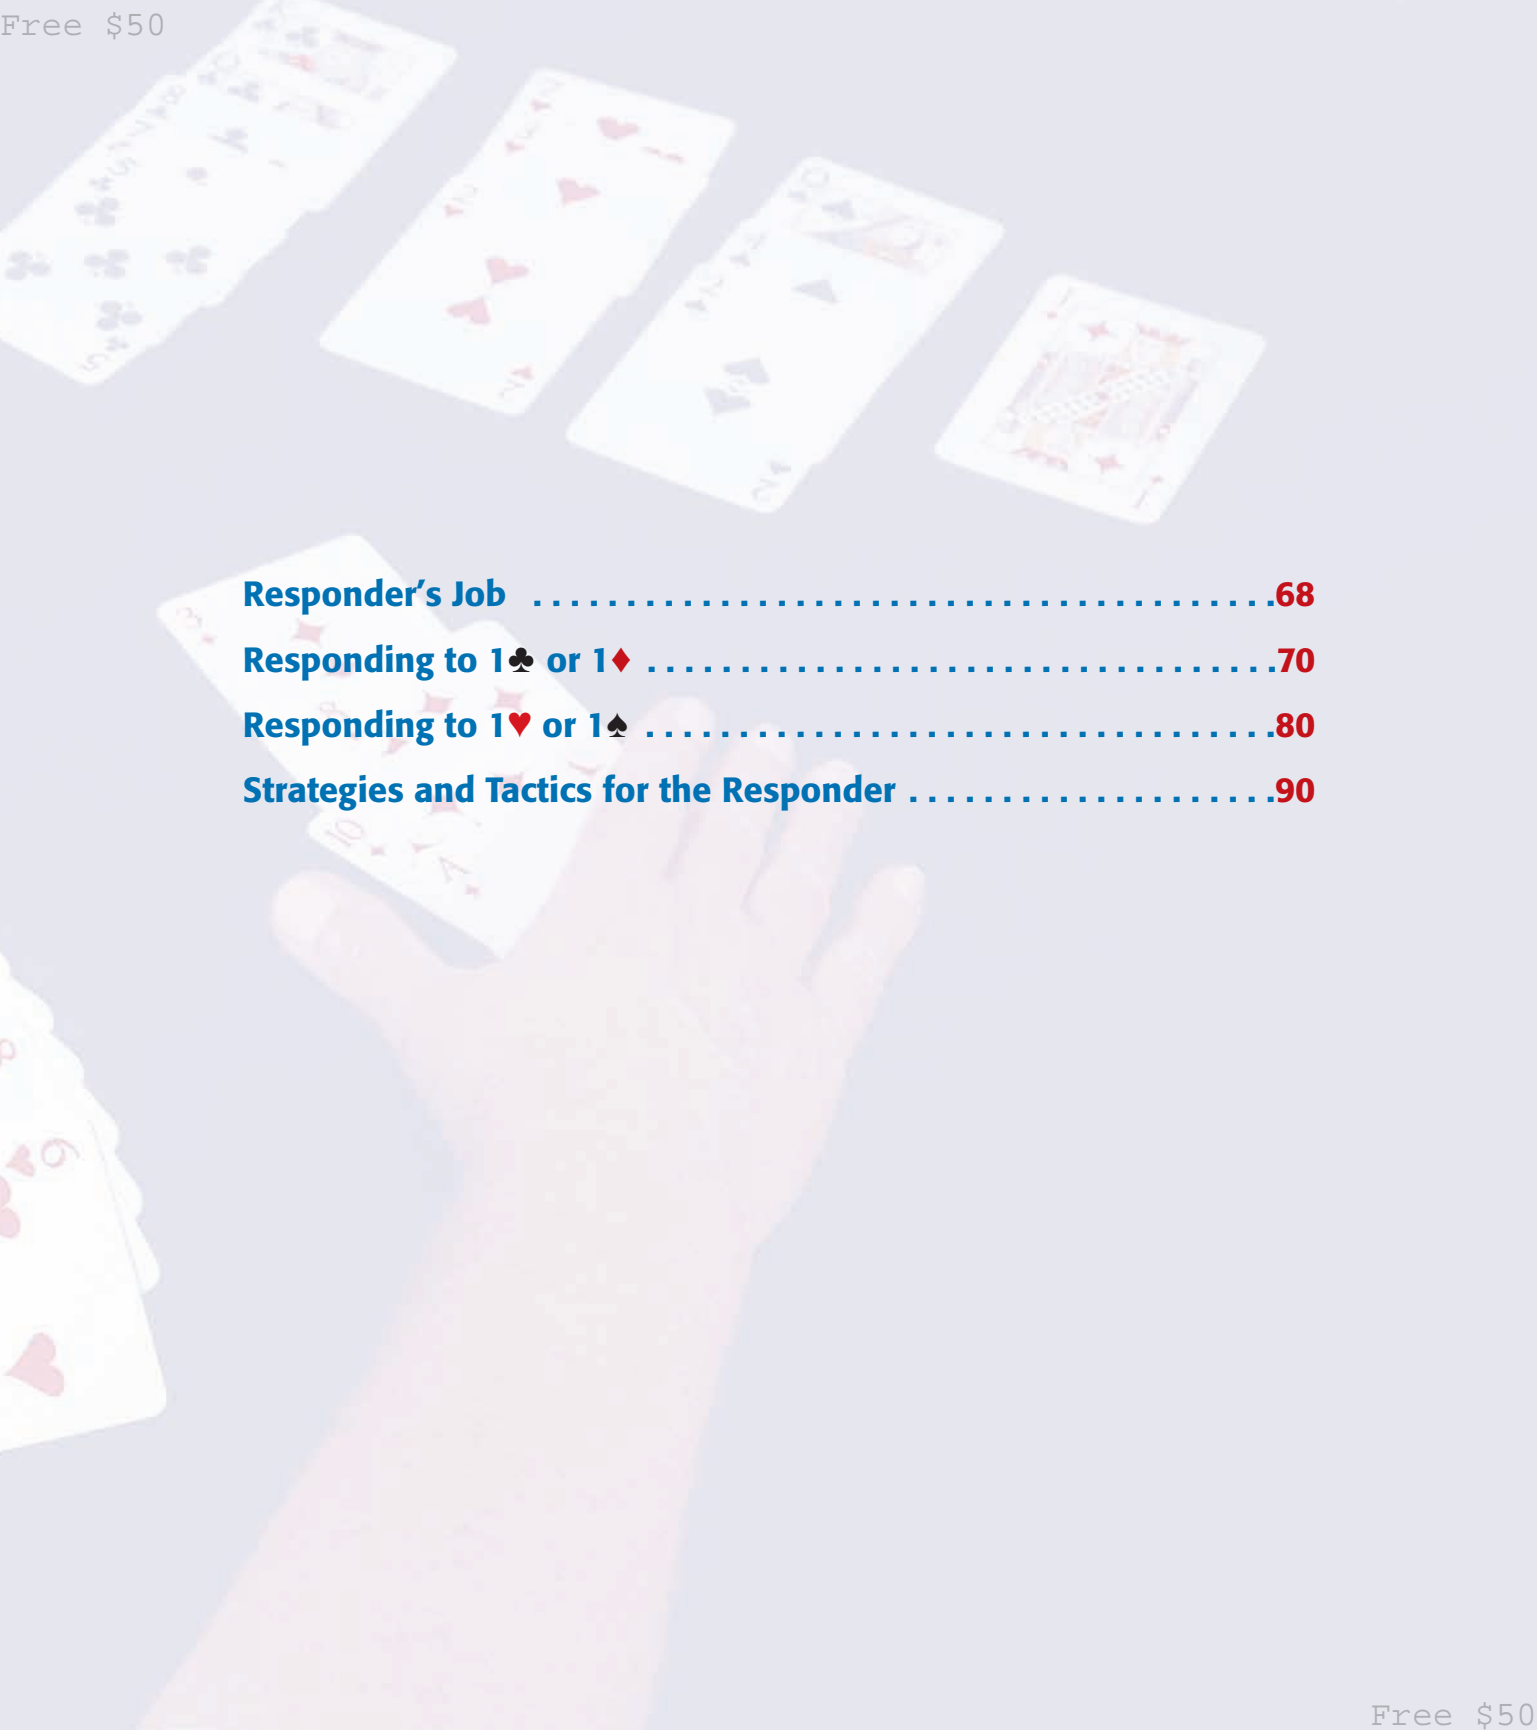 Free $50
Responder’s Job ........................................68
Responding to 1♣ or 1♦ ..................................70
Responding to 1♥ or 1♠ ..................................80
Strategies and Tactics for the Responder ....................90
Free $50